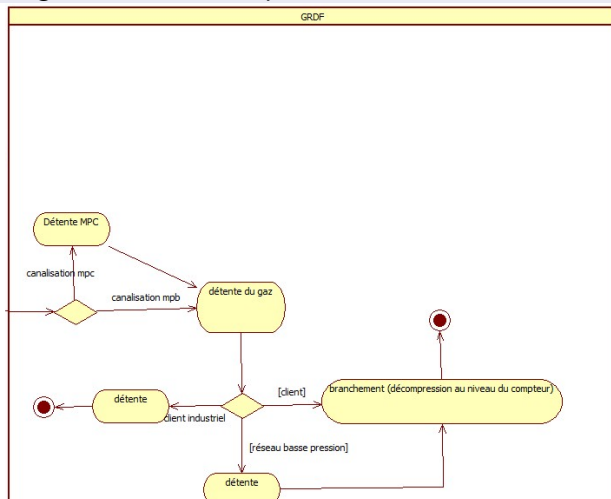 GRDF
Détente MPC
canalisation mpc
canalisation mpb
détente du gaz
détente
client industriel
[client]
branchement (décompression au niveau du compteur)
[réseau basse pression]
détente